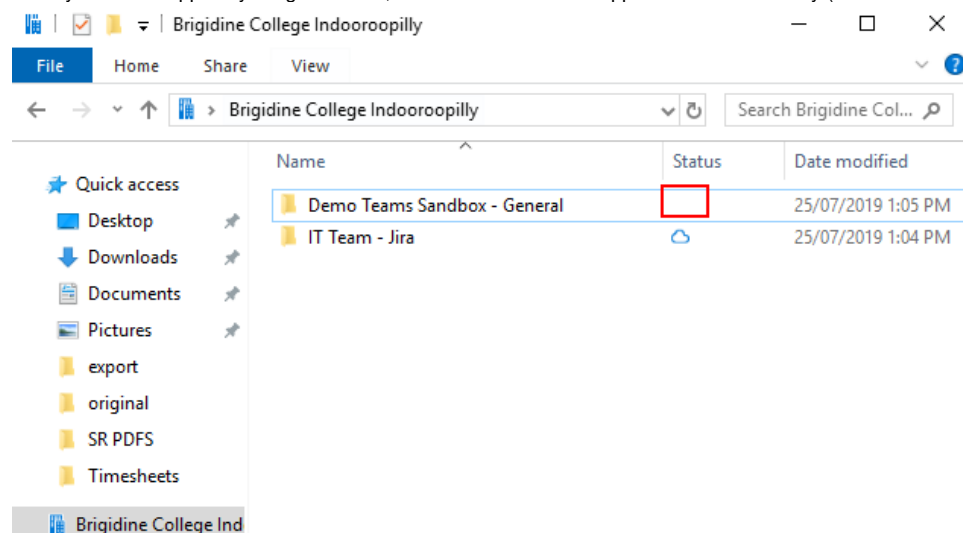 Brigidine College Indooroopilly
File Home Share View
Brigidine College Indooroopilly Search Brigidine Col...
Name Status Date modified
Quick access
Demo Teams Sandbox - General 25/07/2019 1:05 PM
Desktop
IT Team - Jira 25/07/2019 1:04 PM
Downloads
Documents
Pictures
export
original
SR PDFS
Timesheets
Brigidine College Ind